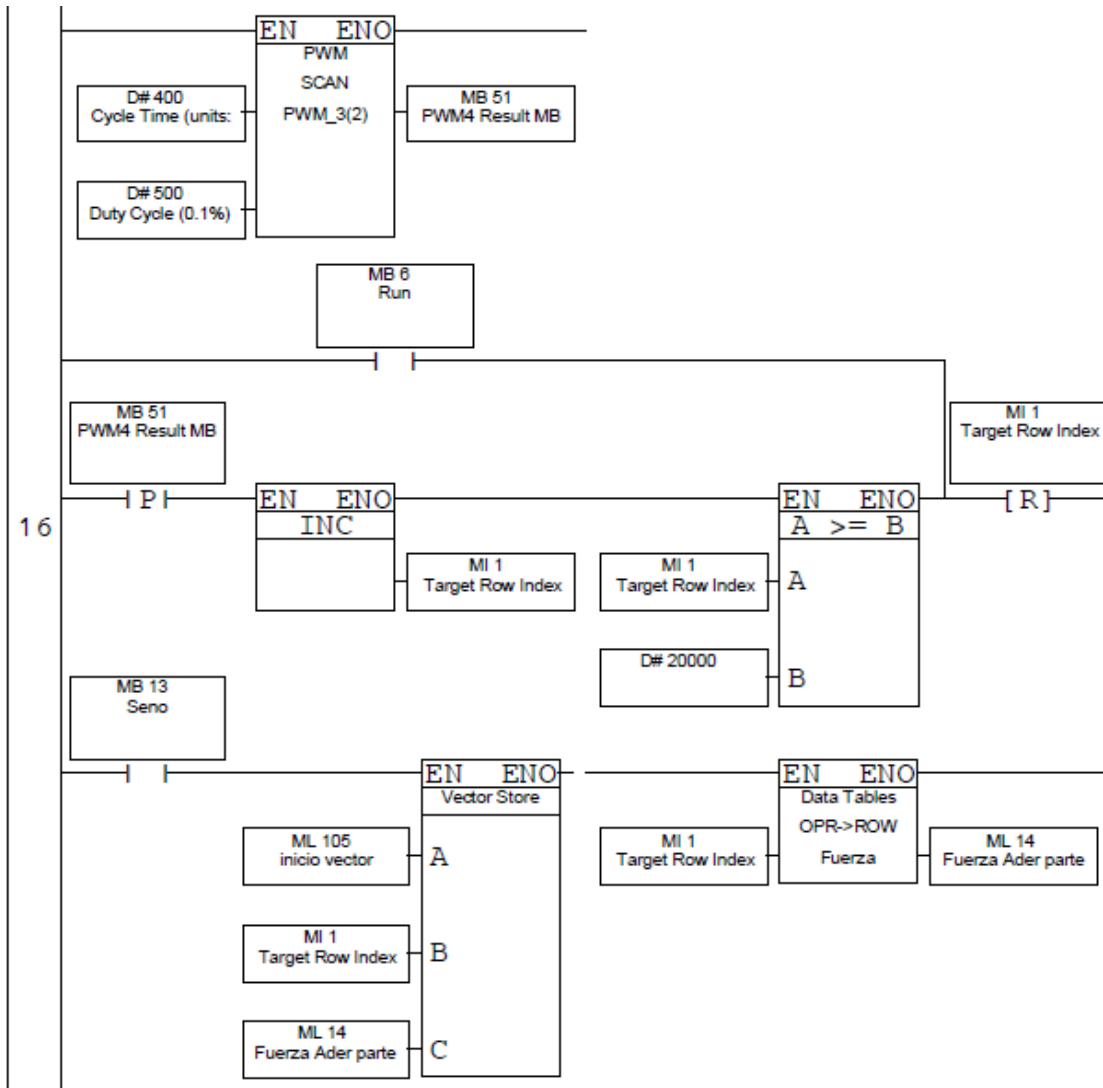 EN ENO
PWM
SCAN
PWM_3(2)
D# 400
Cycle Time (units:
MB 51
PWM4 Result MB
D# 500
Duty Cycle (0.1%)
MB 6
Run
MB 51
PWM4 Result MB
MI 1
Target Row Index
16
P
EN ENO
INC
EN ENO
A >= B
[R]
MI 1
Target Row Index
MI 1
Target Row Index
A
D# 20000
B
MB 13
Seno
EN ENO
Vector Store
EN ENO
Data Tables
OPR->ROW
Fuerza
ML 105
inicio vector
A
MI 1
Target Row Index
ML 14
Fuerza Ader parte
MI 1
Target Row Index
B
ML 14
Fuerza Ader parte
C